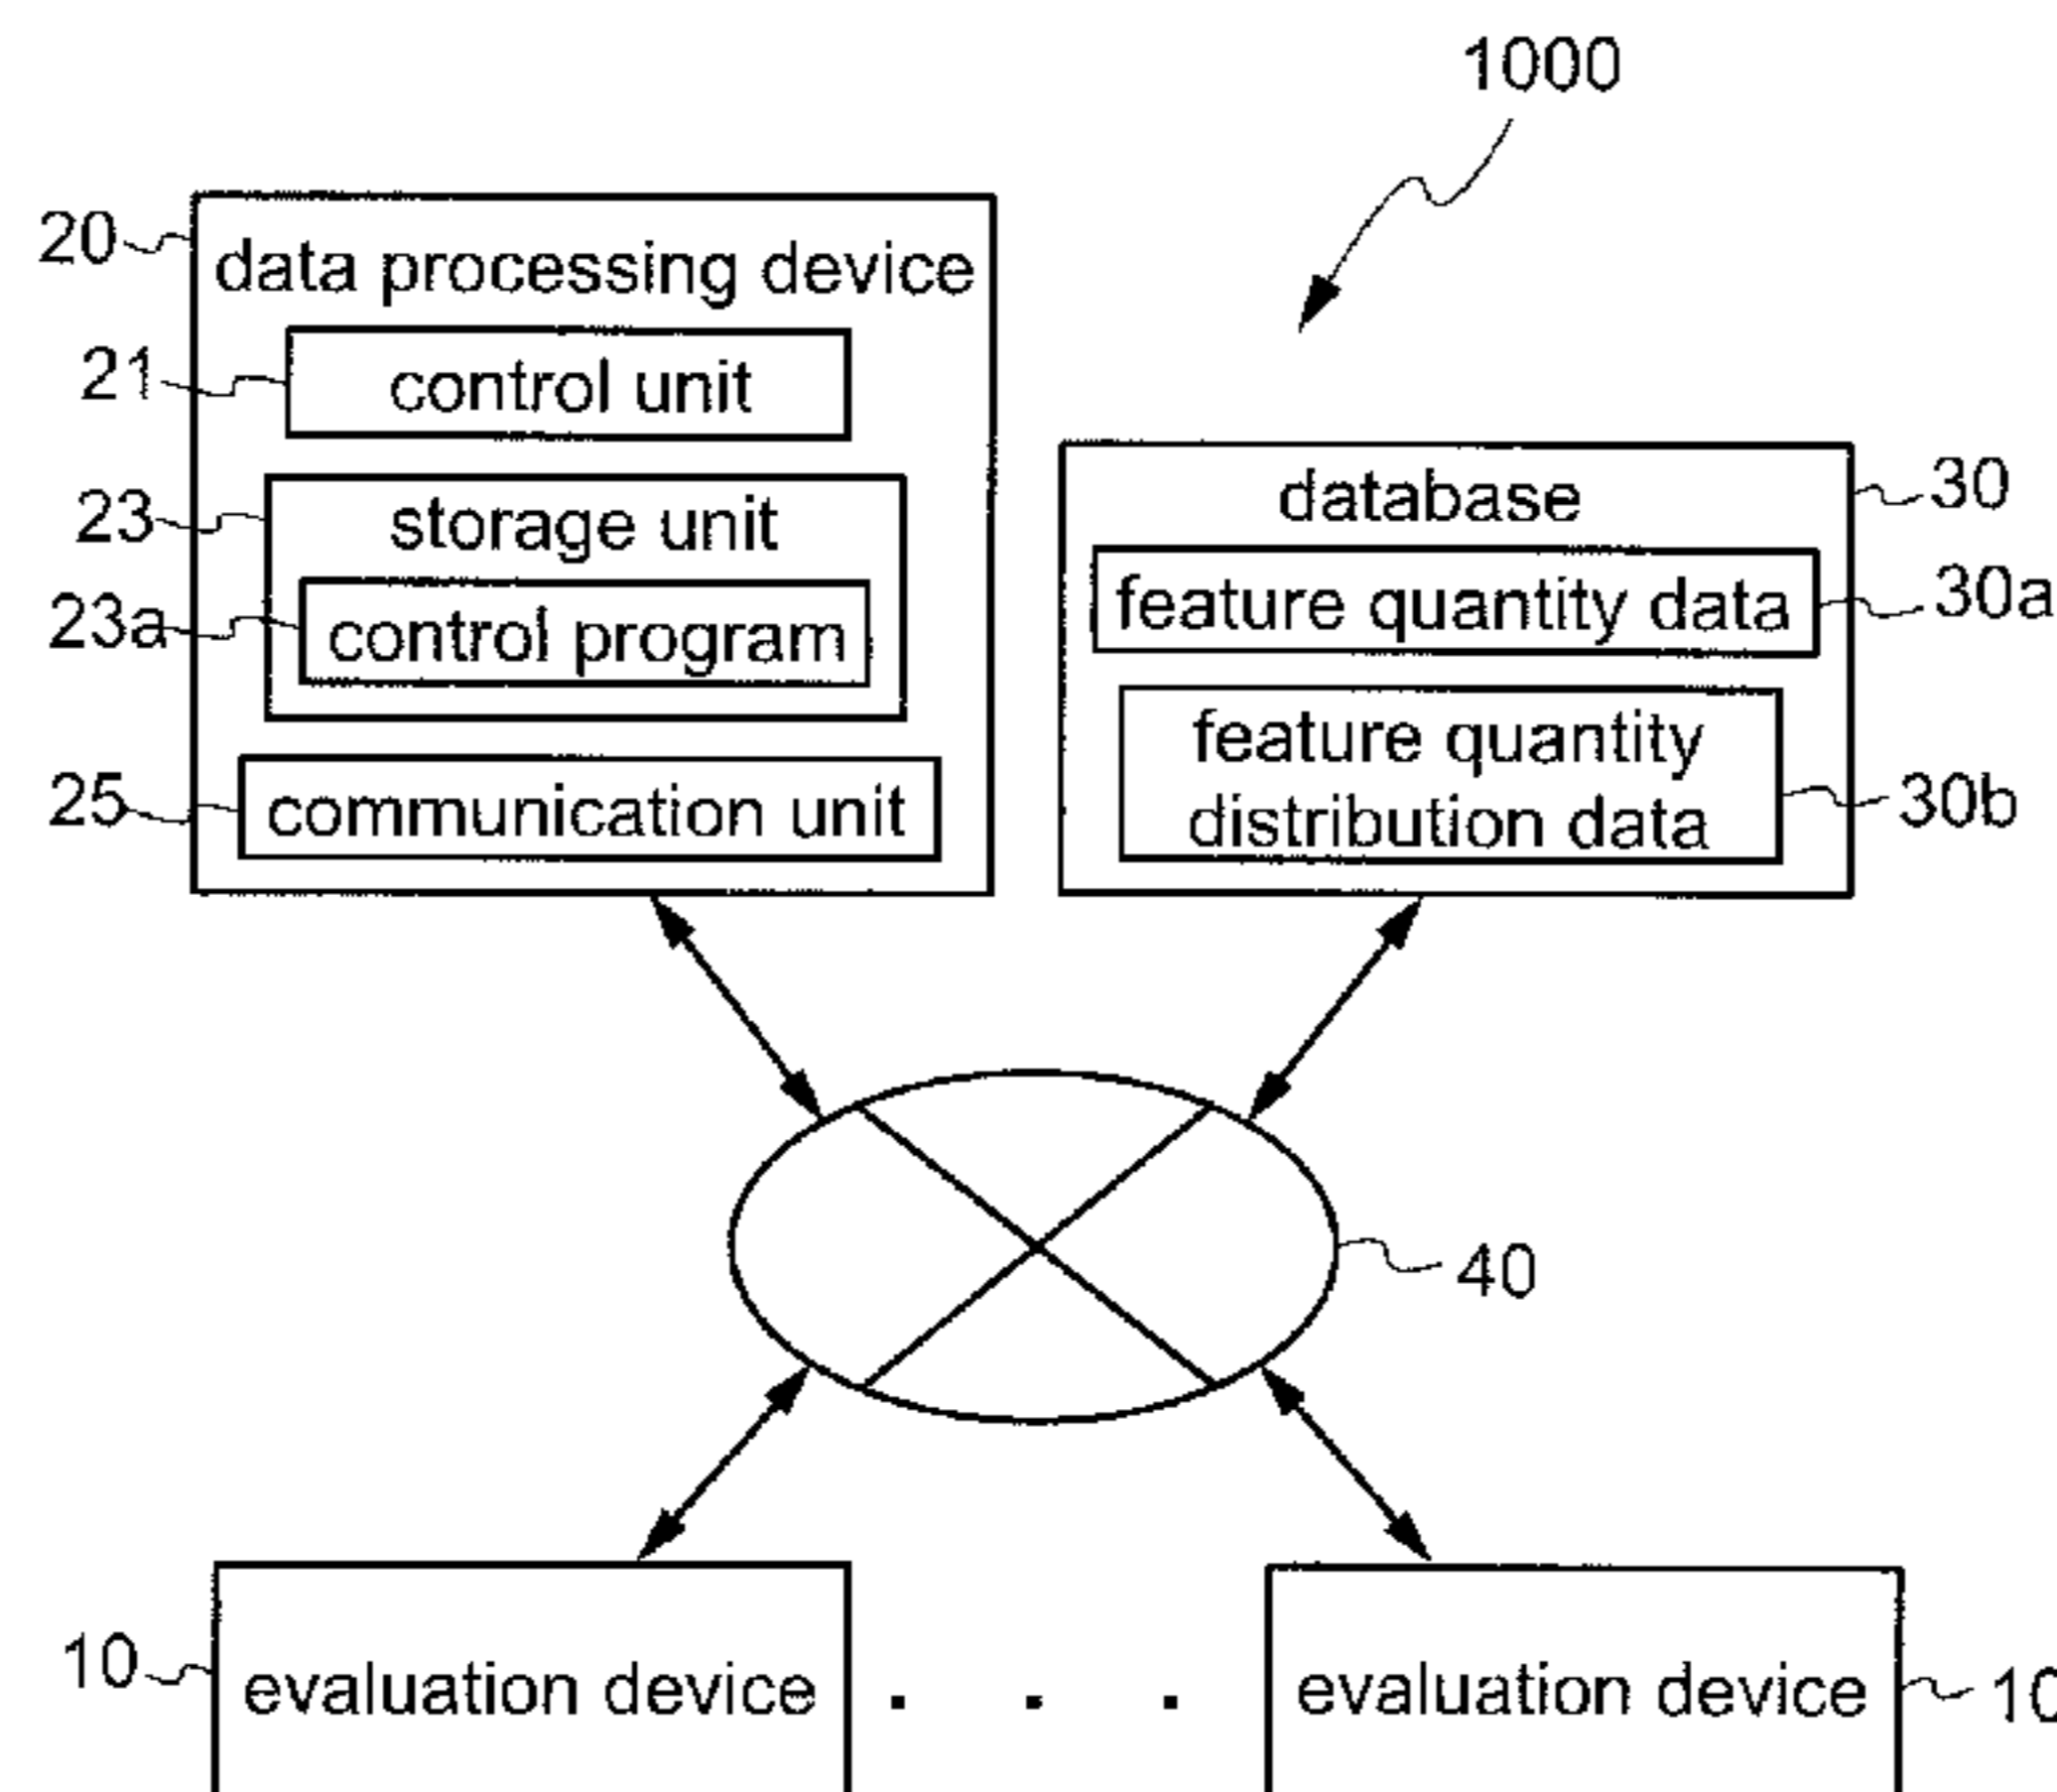 1000
20
data processing device
21
control unit
23
storage unit
23a
control program
25
communication unit
database
30
feature quantity data
30a
feature quantity
distribution data
30b
40
10
evaluation device
. . .
evaluation device
10